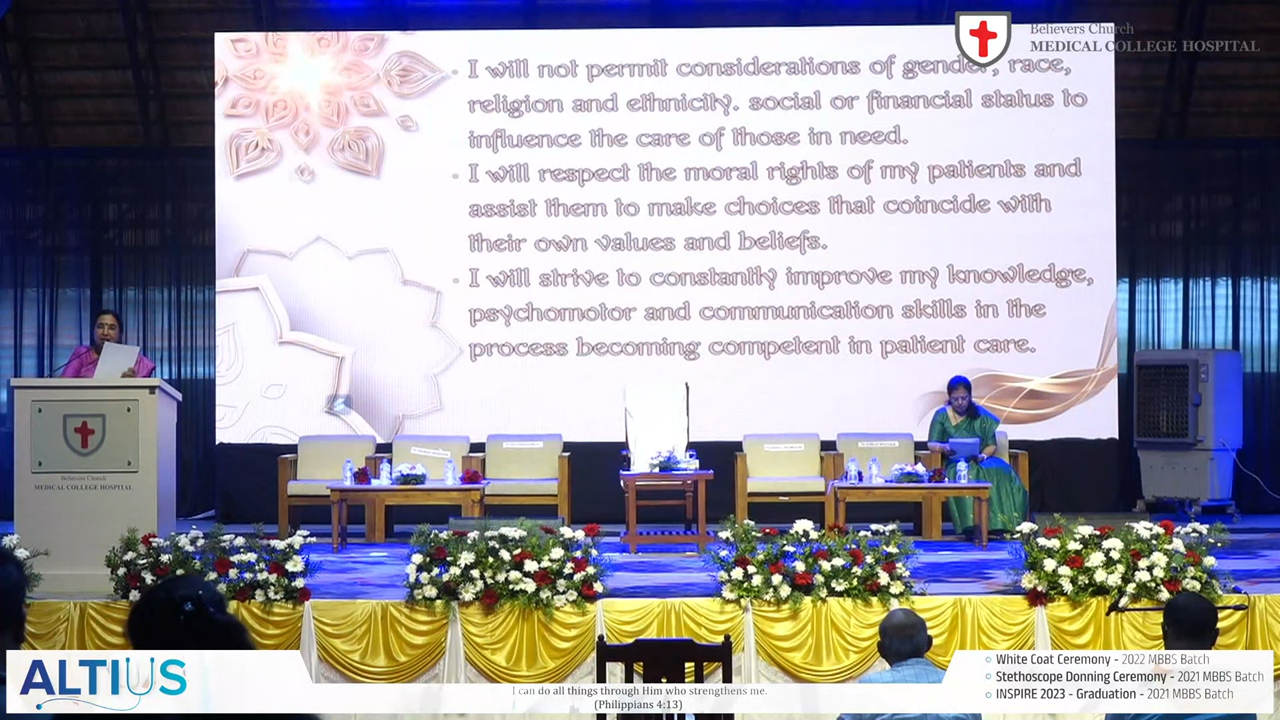 Believers Church
MEDICAL COLLEGE HOSPITAL
I will not permit considerations of gender, race,
religion and ethnicity. social or financial status to
influence the care of those in need.
I will respect the moral rights of my patients and
assist them to make choices that coincide with
their own values and beliefs.
I will strive to constantly improve my knowledge,
psychomotor and communication skills in the
process becoming competent in patient care.
Believers Church
MEDICAL COLLEGE HOSPITAL
ALTIUS
I can do all things through Him who strengthens me.
(Philippians 4:13)
White Coat Ceremony - 2022 MBBS Batch
Stethoscope Donning Ceremony - 2021 MBBS Batch
INSPIRE 2023 - Graduation - 2021 MBBS Batch